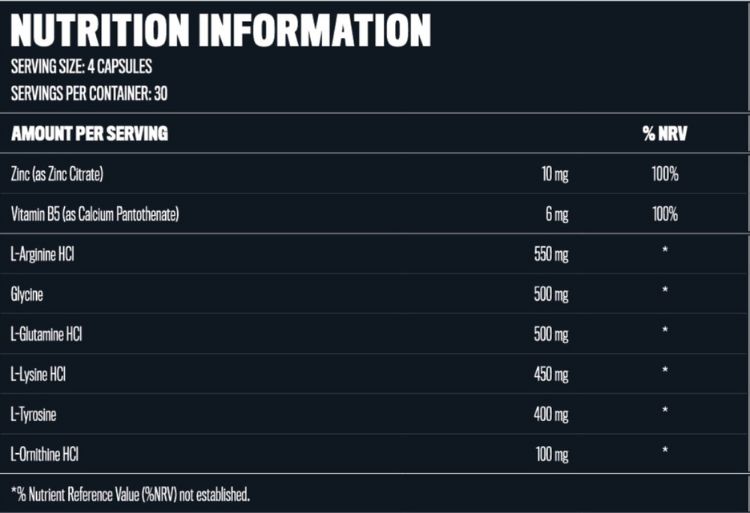 NUTRITION INFORMATION
SERVING SIZE: 4 CAPSULES
SERVINGS PER CONTAINER: 30
AMOUNT PER SERVING % NRV
Zinc (as Zinc Citrate) 10 mg 100%
Vitamin B5 (as Calcium Pantothenate) 6 mg 100%
L-Arginine HCl 550 mg *
Glycine 500 mg *
L-Glutamine HCl 500 mg *
L-Lysine HCl 450 mg *
L-Tyrosine 400 mg *
L-Ornithine HCl 100 mg *
*% Nutrient Reference Value (%NRV) not established.